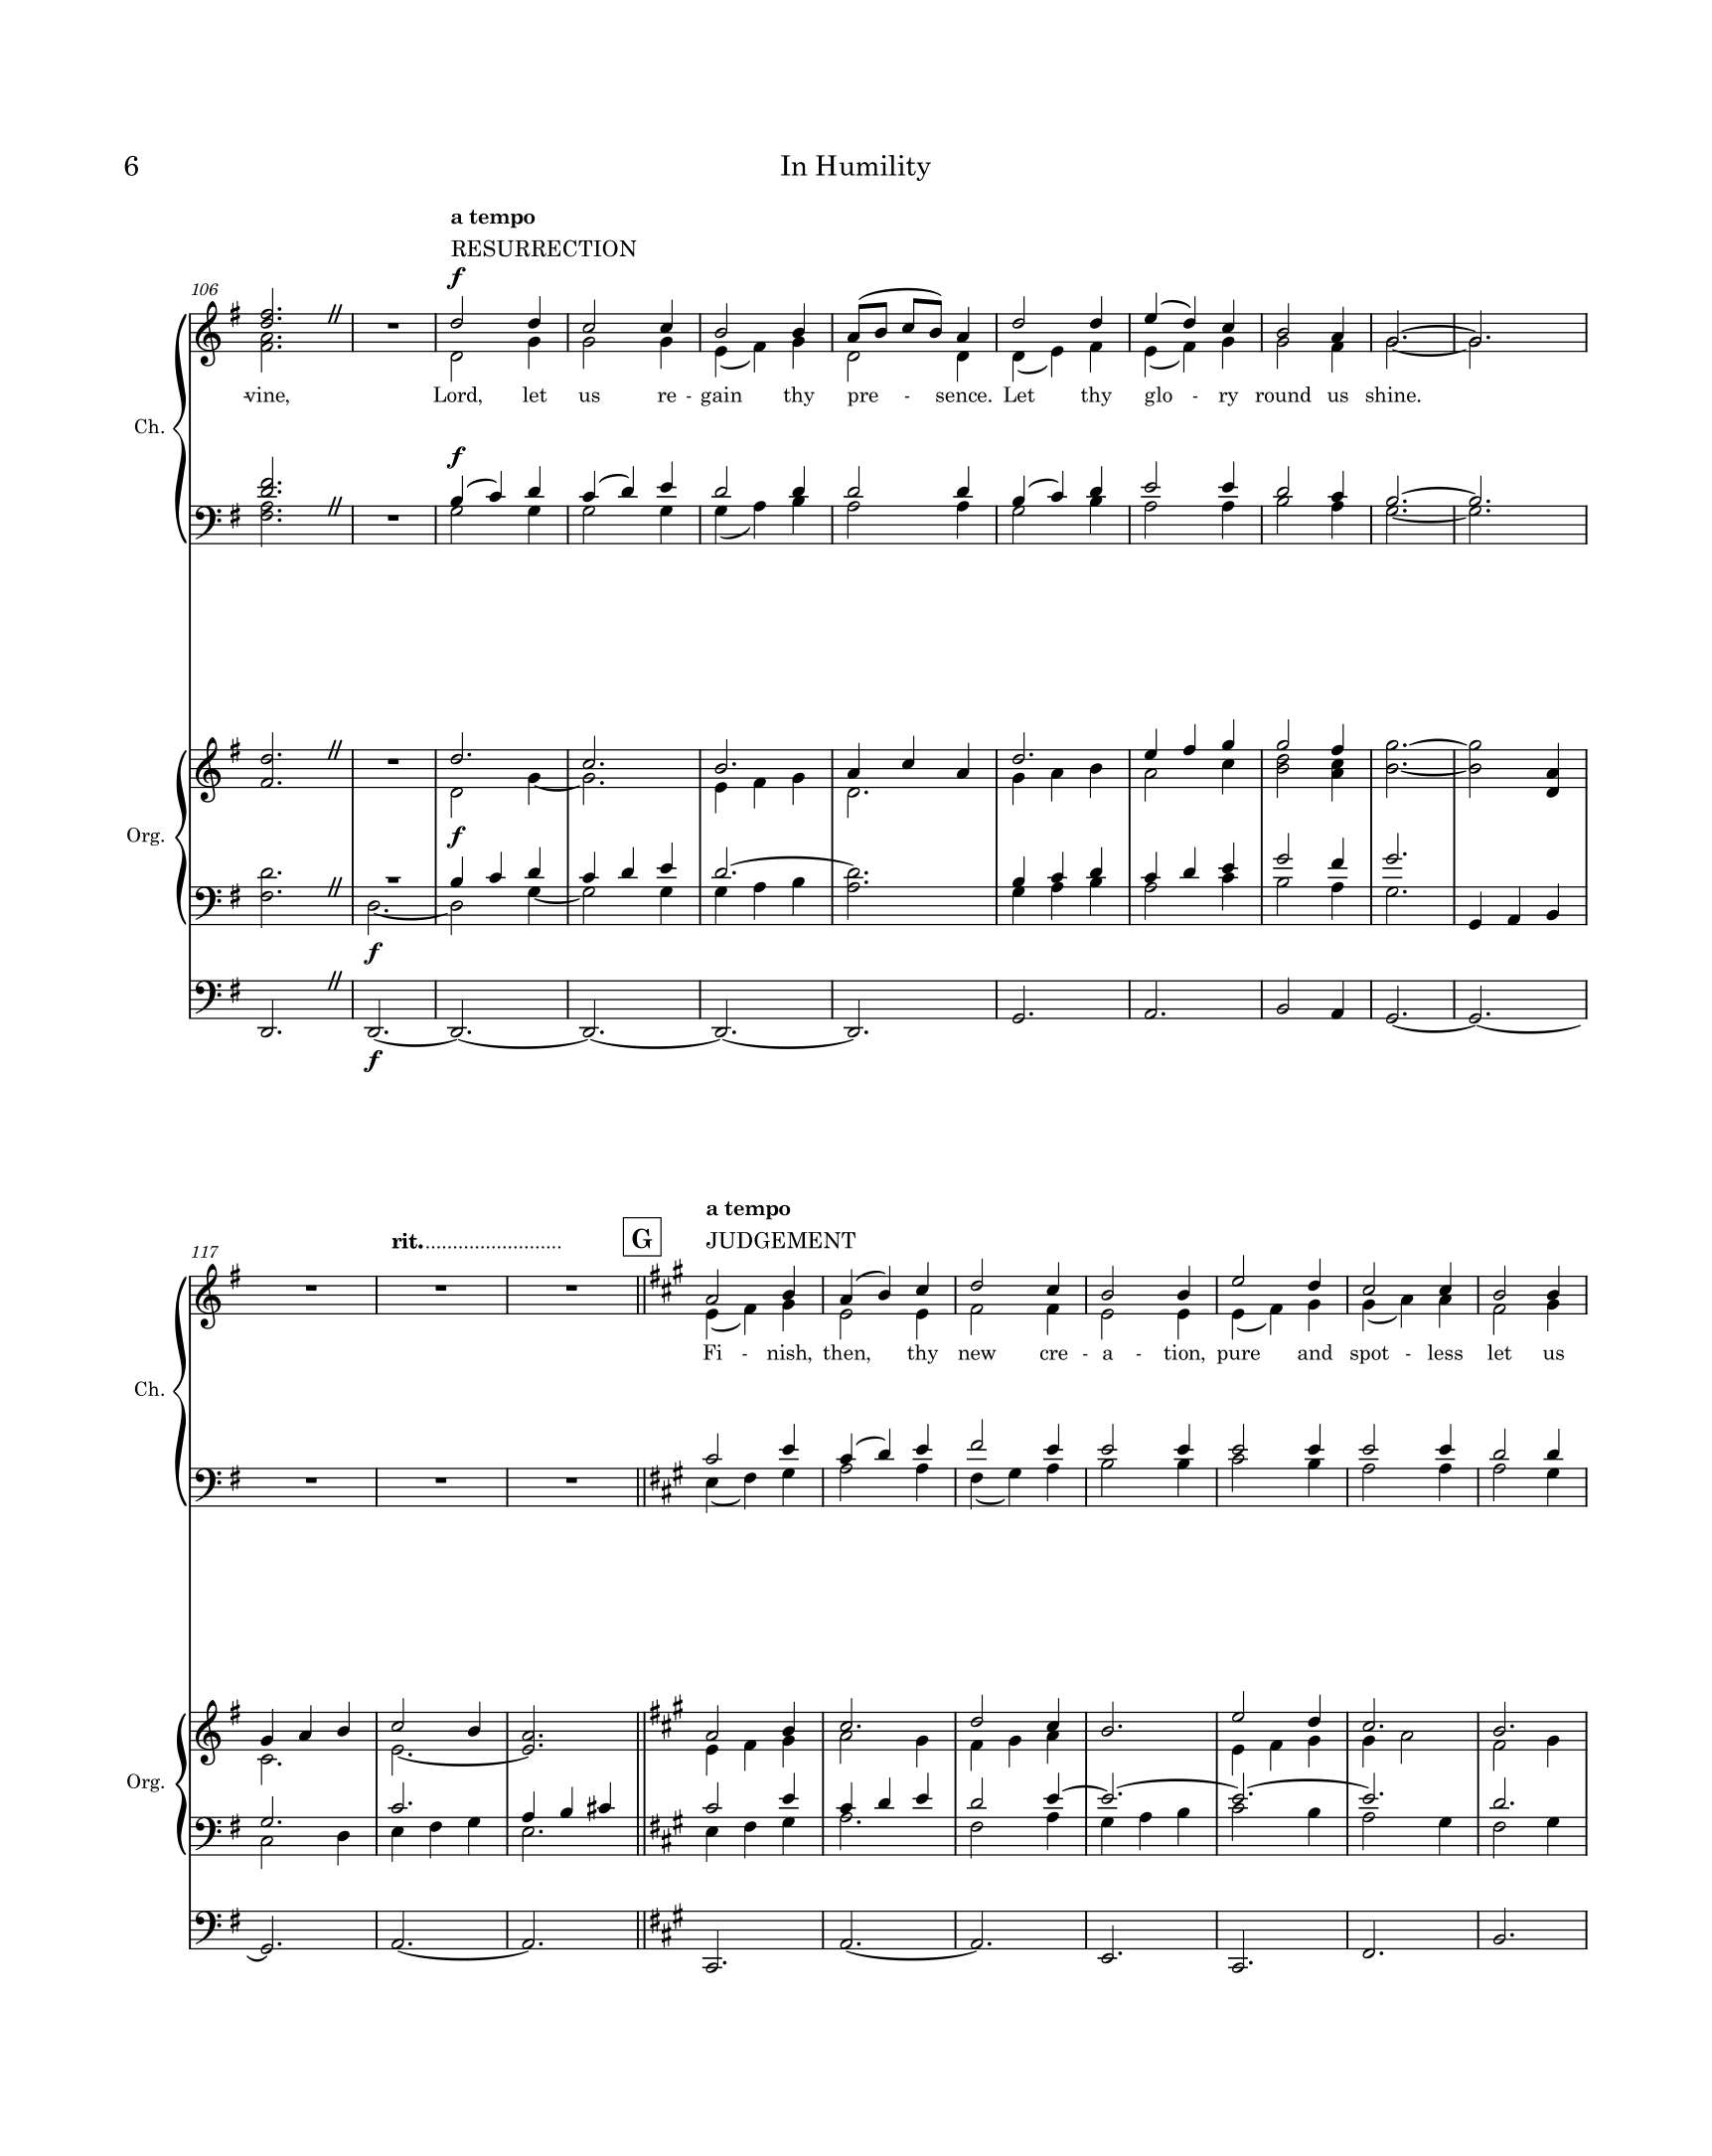 6 In Humility
a tempo
RESURRECTION
f
106
-vine, Lord, let us re - gain thy pre - sence. Let thy glo - ry round us shine.
Ch.
f
f
Org.
f
f
a tempo
rit. G JUDGEMENT
117
Fi - nish, then, thy new cre - a - tion, pure and spot - less let us
Ch.
Org.